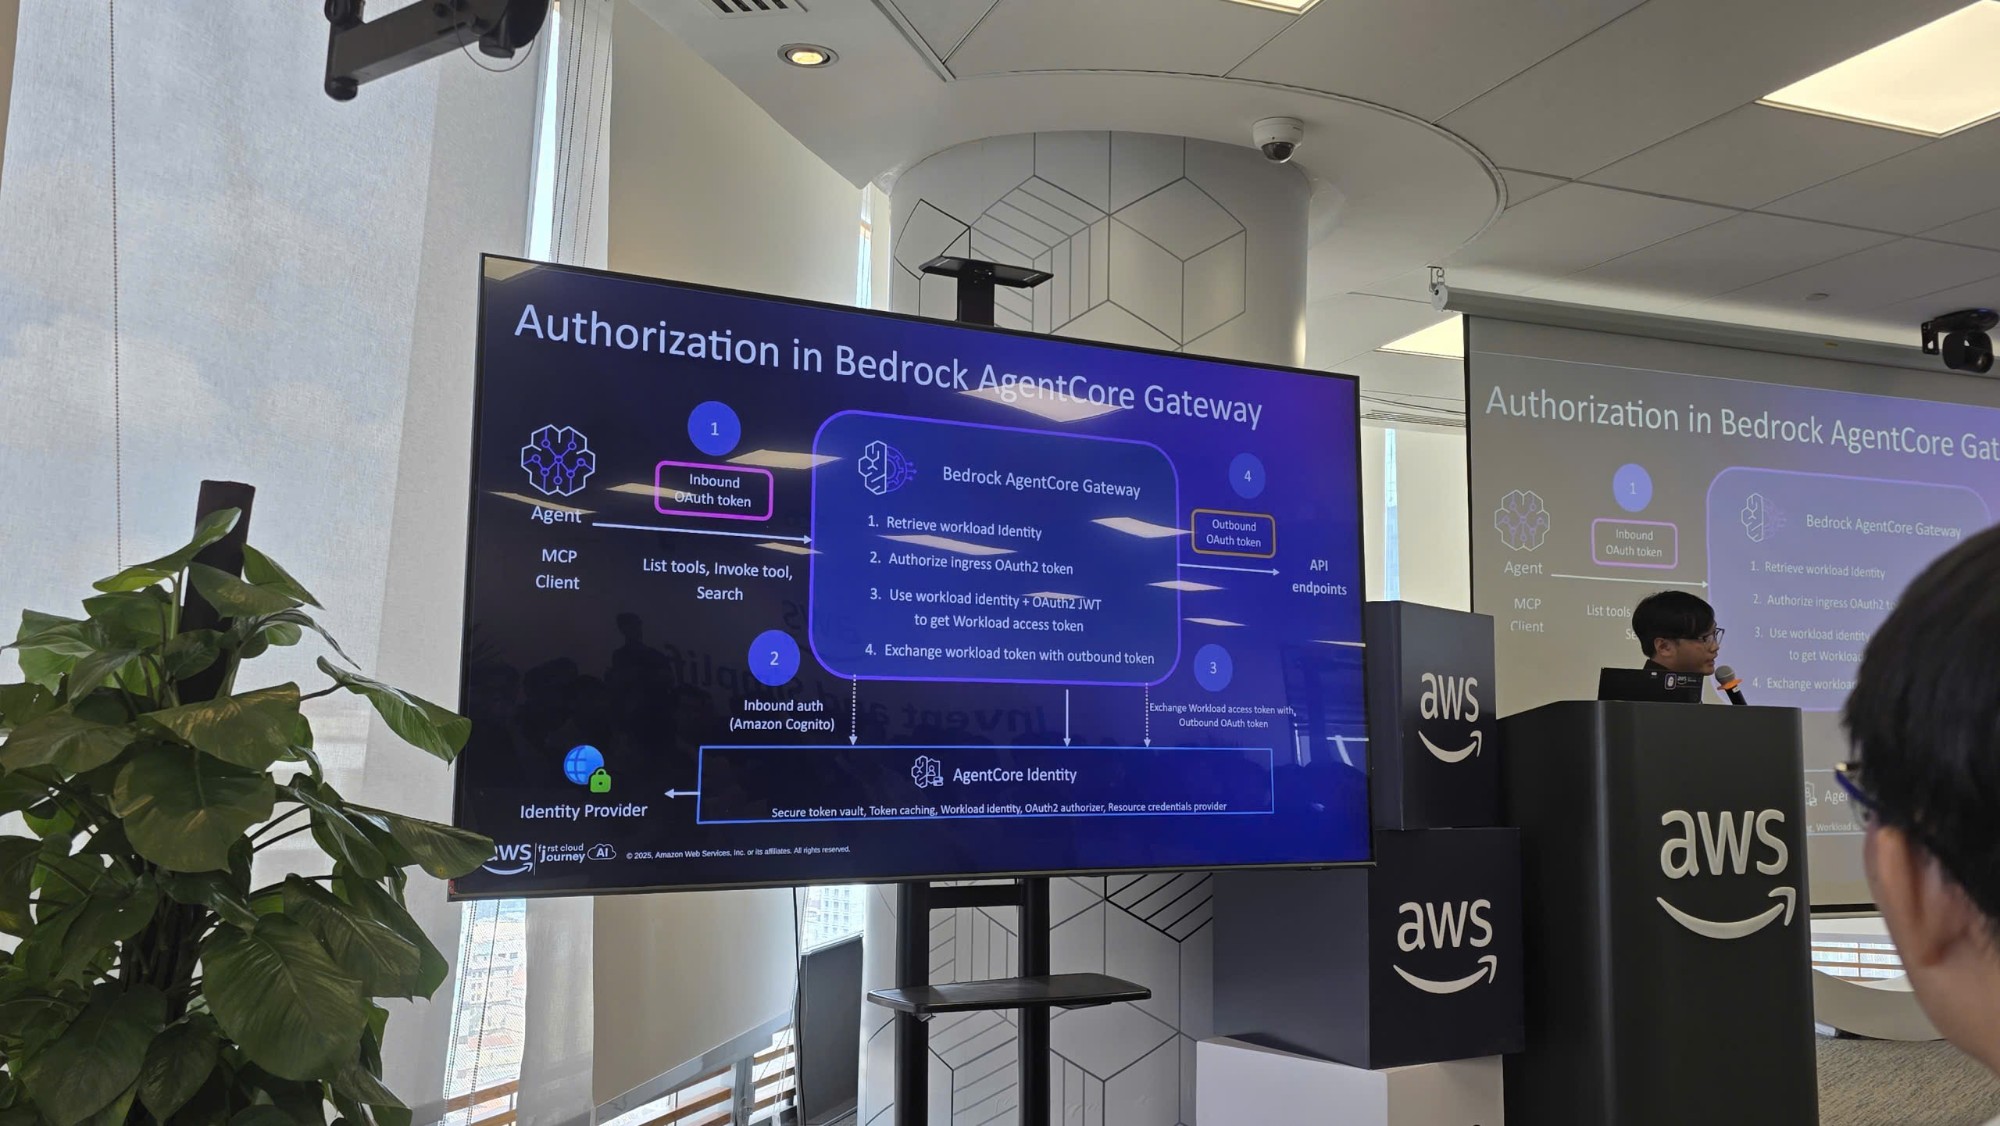 Authorization in Bedrock AgentCore Gateway
1
Inbound
OAuth token
Agent
MCP
Client
List tools, Invoke tool,
Search
Bedrock AgentCore Gateway
1. Retrieve workload Identity
2. Authorize ingress OAuth2 token
3. Use workload identity + OAuth2 JWT
to get Workload access token
4. Exchange workload token with outbound token
4
Outbound
OAuth token
API
endpoints
2
Inbound auth
(Amazon Cognito)
3
Exchange Workload access token with,
Outbound OAuth token
AgentCore Identity
Secure token vault, Token caching, Workload identity, OAuth2 authorizer, Resource credentials provider
Identity Provider
aws
first cloud
journey
AI
© 2025, Amazon Web Services, Inc. or its affiliates. All rights reserved.
Authorization in Bedrock AgentCore Gat
1
Inbound
OAuth token
Agent
MCP
Client
List tools
Se
Bedrock AgentCore Gateway
1. Retrieve workload Identity
2. Authorize ingress OAuth2 to
3. Use workload identity
to get Workload
4. Exchange workload
Age
aws
aws
aws
aws